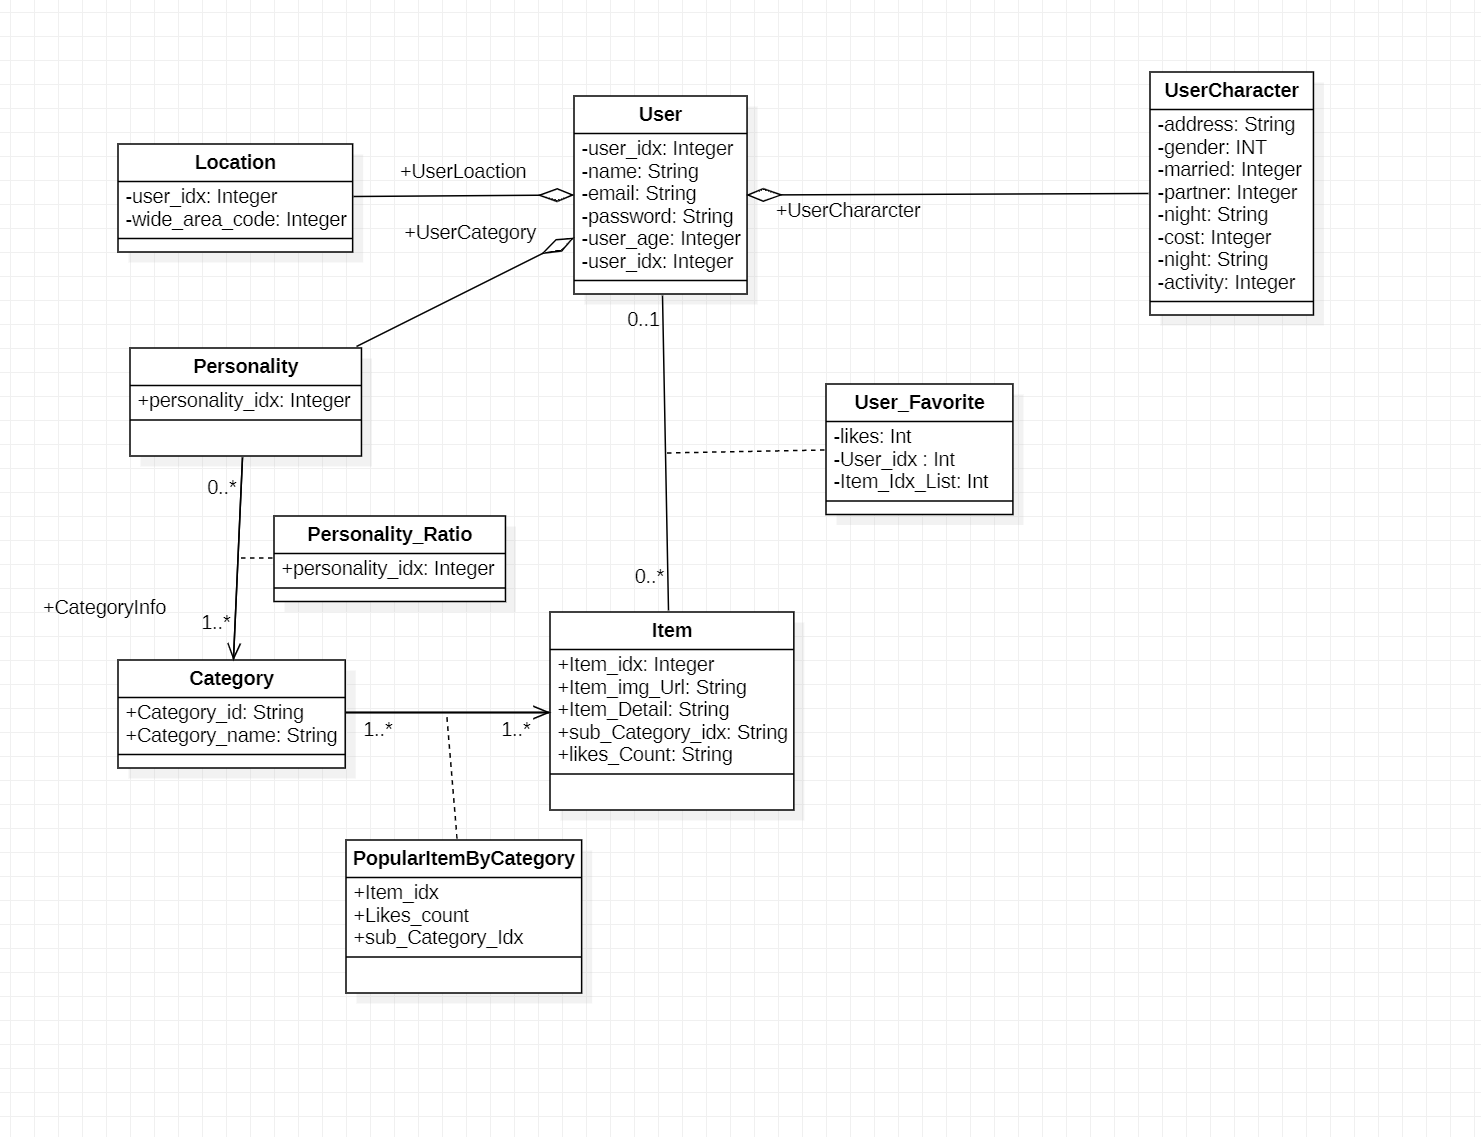 User
-user_idx: Integer
-name: String
-email: String
-password: String
-user_age: Integer
-user_idx: Integer
UserCharacter
-address: String
-gender: INT
-married: Integer
-partner: Integer
-night: String
-cost: Integer
-night: String
-activity: Integer
Location
-user_idx: Integer
-wide_area_code: Integer
+UserLoaction
+UserCategory
+UserChararcter
0..1
Personality
+personality_idx: Integer
User_Favorite
-likes: Int
-User_idx : Int
-Item_Idx_List: Int
0..*
Personality_Ratio
+personality_idx: Integer
0..*
+CategoryInfo
1..*
Category
+Category_id: String
+Category_name: String
1..*
1..*
Item
+Item_idx: Integer
+Item_img_Url: String
+Item_Detail: String
+sub_Category_idx: String
+likes_Count: String
PopularItemByCategory
+Item_idx
+Likes_count
+sub_Category_Idx